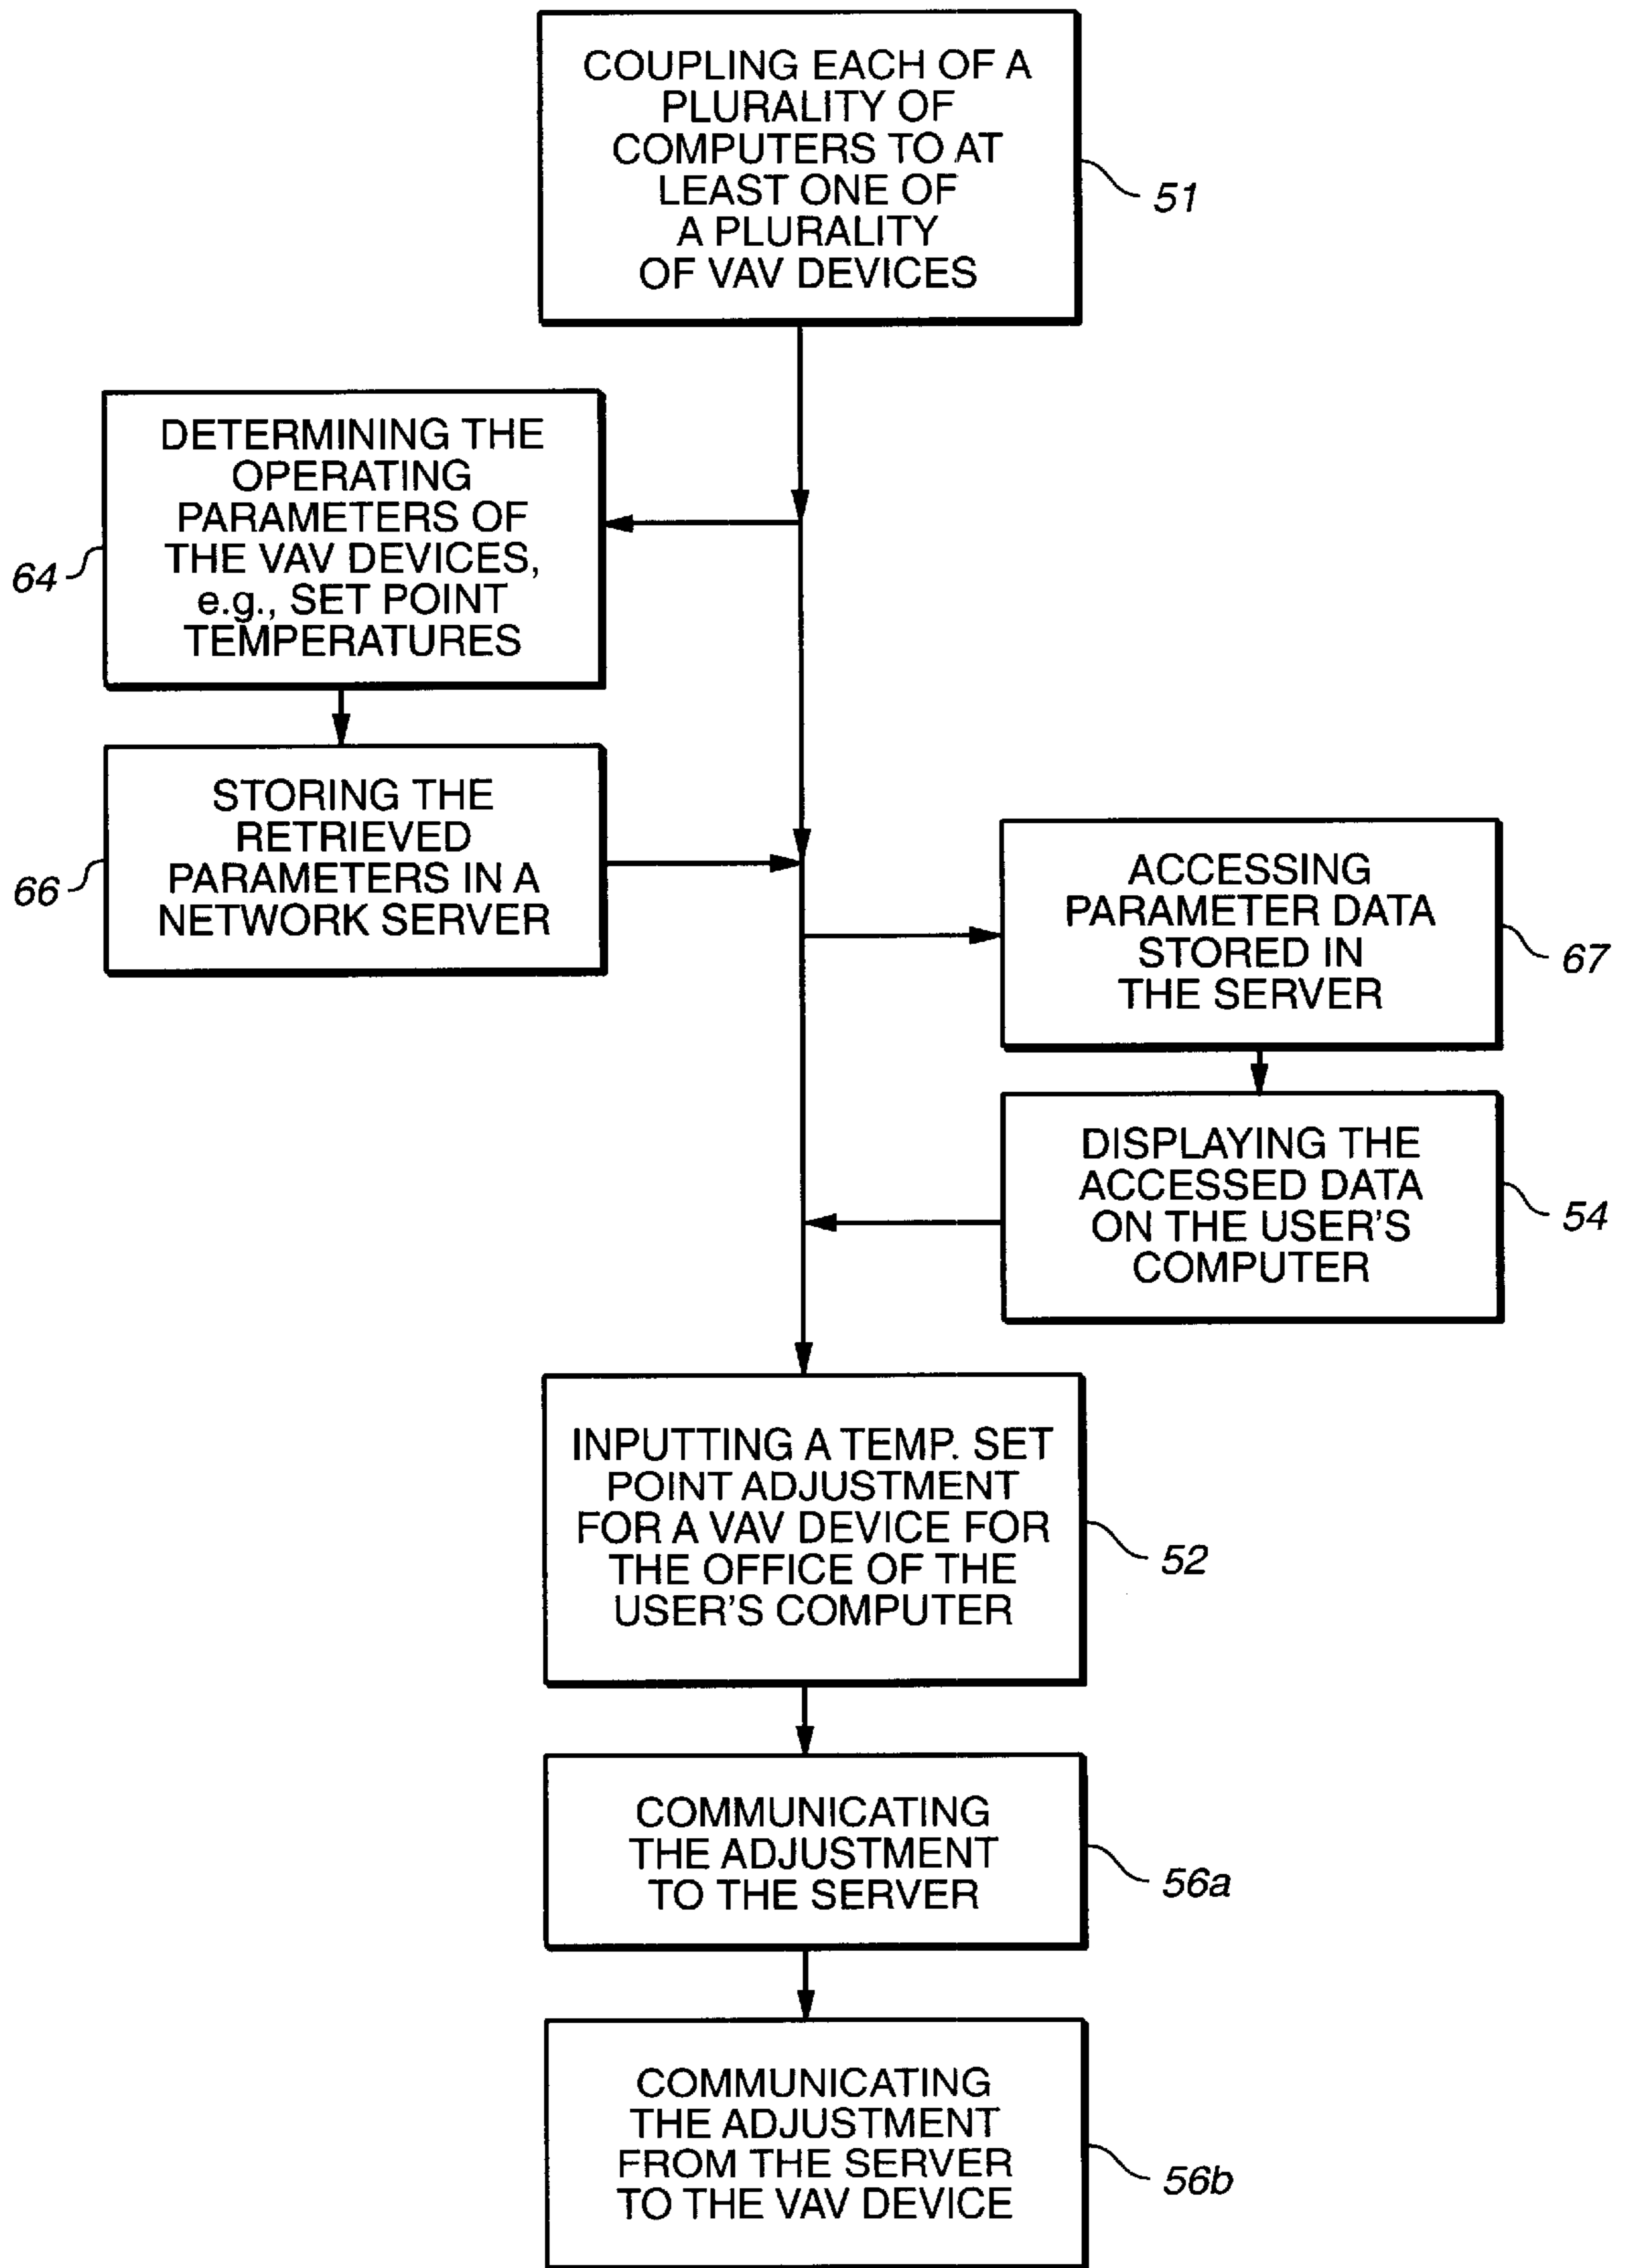 COUPLING EACH OF A
PLURALITY OF
COMPUTERS TO AT
LEAST ONE OF
A PLURALITY
OF VAV DEVICES
51
DETERMINING THE
OPERATING
PARAMETERS OF
THE VAV DEVICES,
e.g., SET POINT
TEMPERATURES
64
STORING THE
RETRIEVED
PARAMETERS IN A
NETWORK SERVER
66
ACCESSING
PARAMETER DATA
STORED IN
THE SERVER
67
DISPLAYING THE
ACCESSED DATA
ON THE USER'S
COMPUTER
54
INPUTTING A TEMP. SET
POINT ADJUSTMENT
FOR A VAV DEVICE FOR
THE OFFICE OF THE
USER'S COMPUTER
52
COMMUNICATING
THE ADJUSTMENT
TO THE SERVER
56a
COMMUNICATING
THE ADJUSTMENT
FROM THE SERVER
TO THE VAV DEVICE
56b